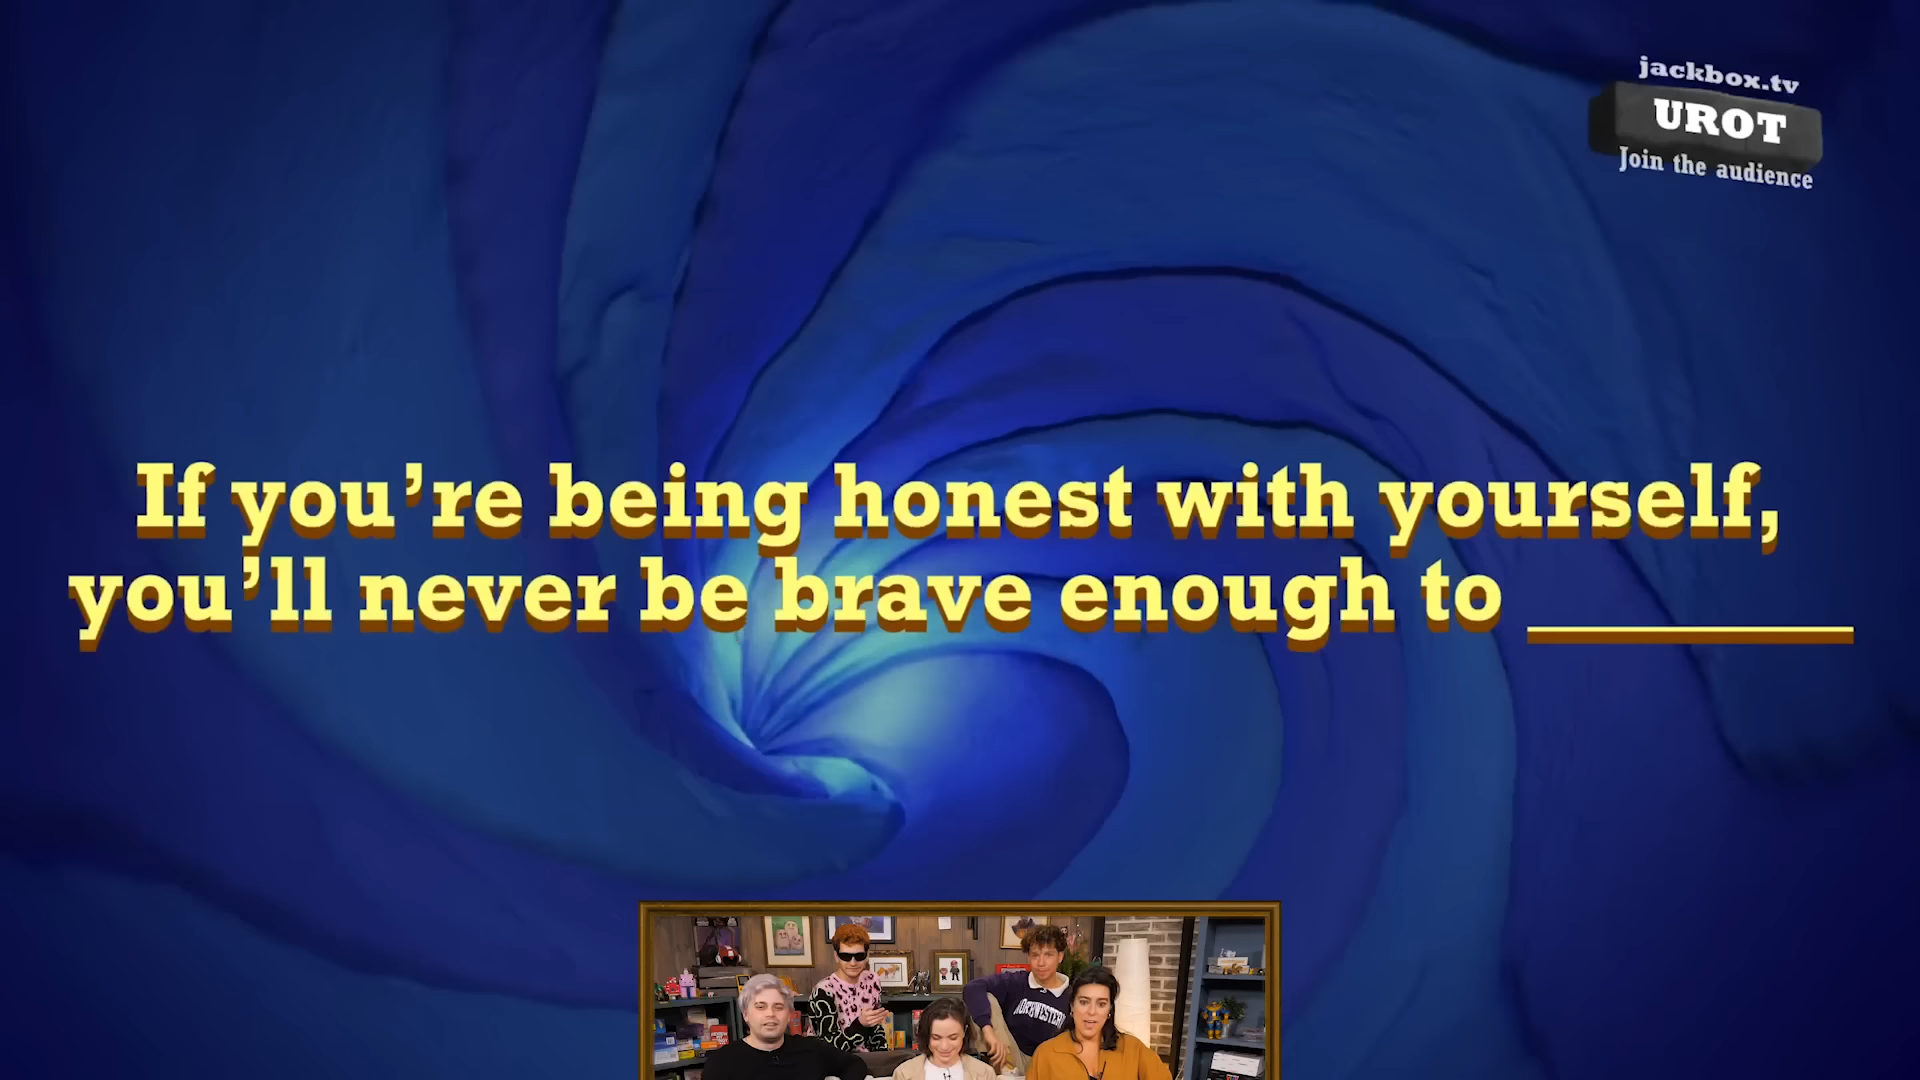 jackbox.tv
UROT
Join the audience
If you're being honest with yourself,
you'll never be brave enough to ________
NORTHWESTERN